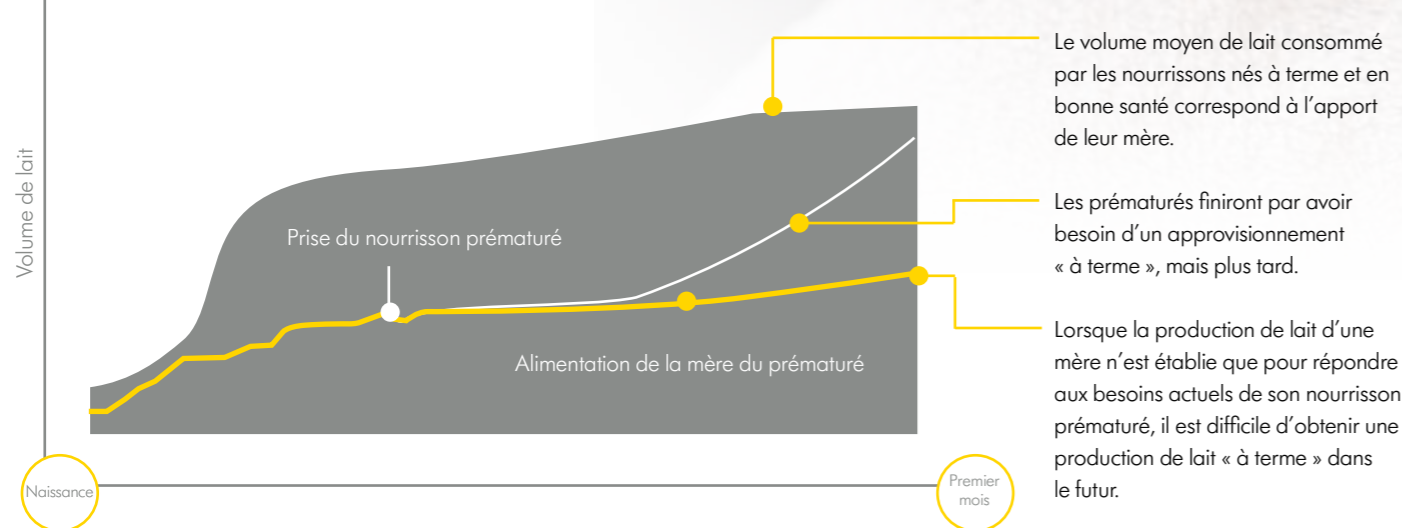 Volume de lait
Prise du nourrisson prématuré
Alimentation de la mère du prématuré
Naissance
Premier
mois
Le volume moyen de lait consommé
par les nourrissons nés à terme et en
bonne santé correspond à l’apport
de leur mère.
Les prématurés finiront par avoir
besoin d’un approvisionnement
« à terme », mais plus tard.
Lorsque la production de lait d’une
mère n’est établie que pour répondre
aux besoins actuels de son nourrisson
prématuré, il est difficile d’obtenir une
production de lait « à terme » dans
le futur.